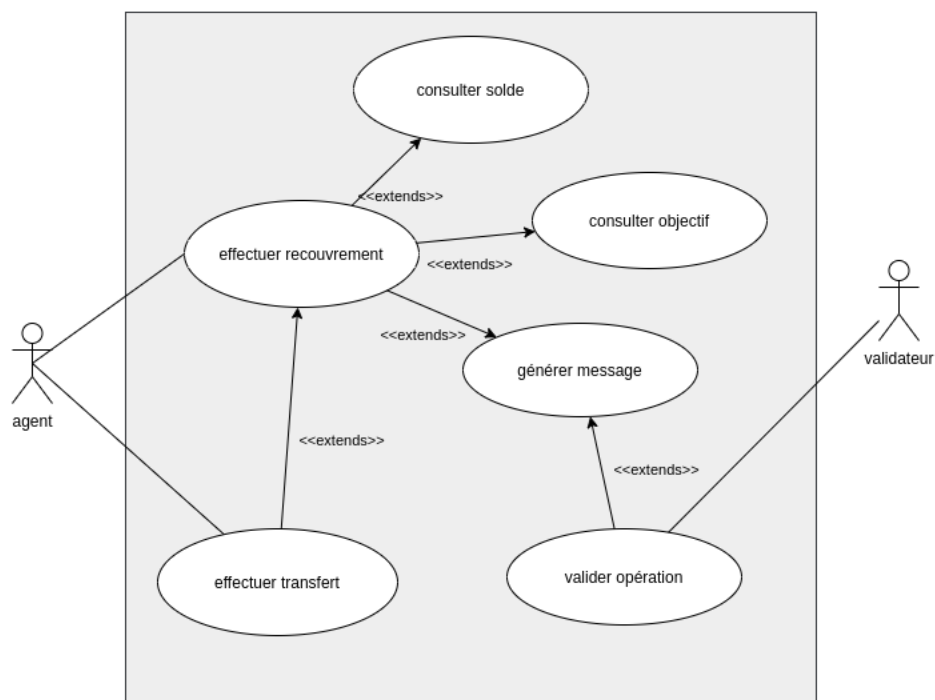 consulter solde
<<extends>>
consulter objectif
effectuer recouvrement
<<extends>>
<<extends>>
validateur
générer message
agent
<<extends>>
<<extends>>
effectuer transfert
valider opération